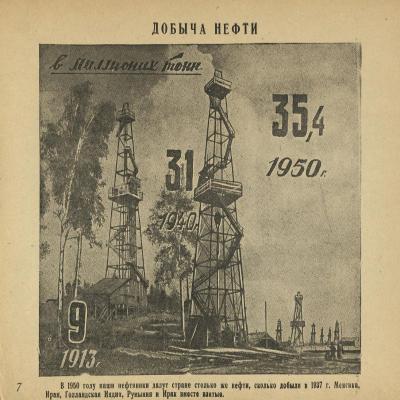 ДОБЫЧА НЕФТИ
в миллионах тонн
35,4
1950 г.
31
1940 г.
9
1913 г.
7
В 1950 году наши нефтяники дадут стране столько же нефти, сколько добыли в 1937 г. Мексика,
Иран, Голландская Индия, Румыния и Ирак вместе взятые.